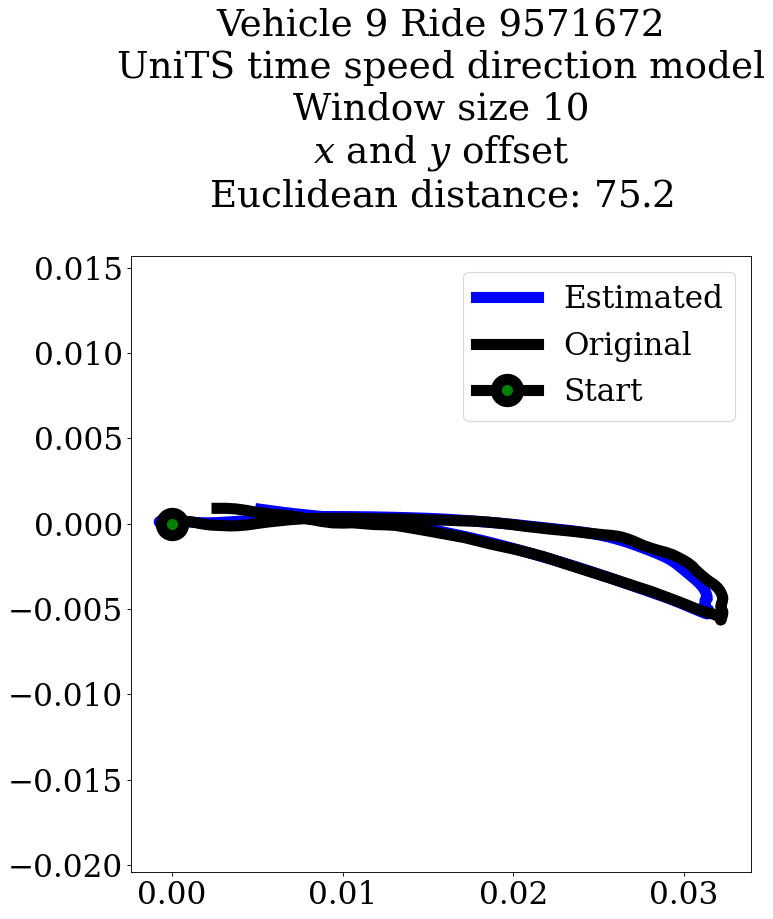 Vehicle 9 Ride 9571672
UniTS time speed direction model
Window size 10
x and y offset
Euclidean distance: 75.2
Estimated
Original
Start
0.015
0.010
0.005
0.000
−0.005
−0.010
−0.015
−0.020
0.00 0.01 0.02 0.03